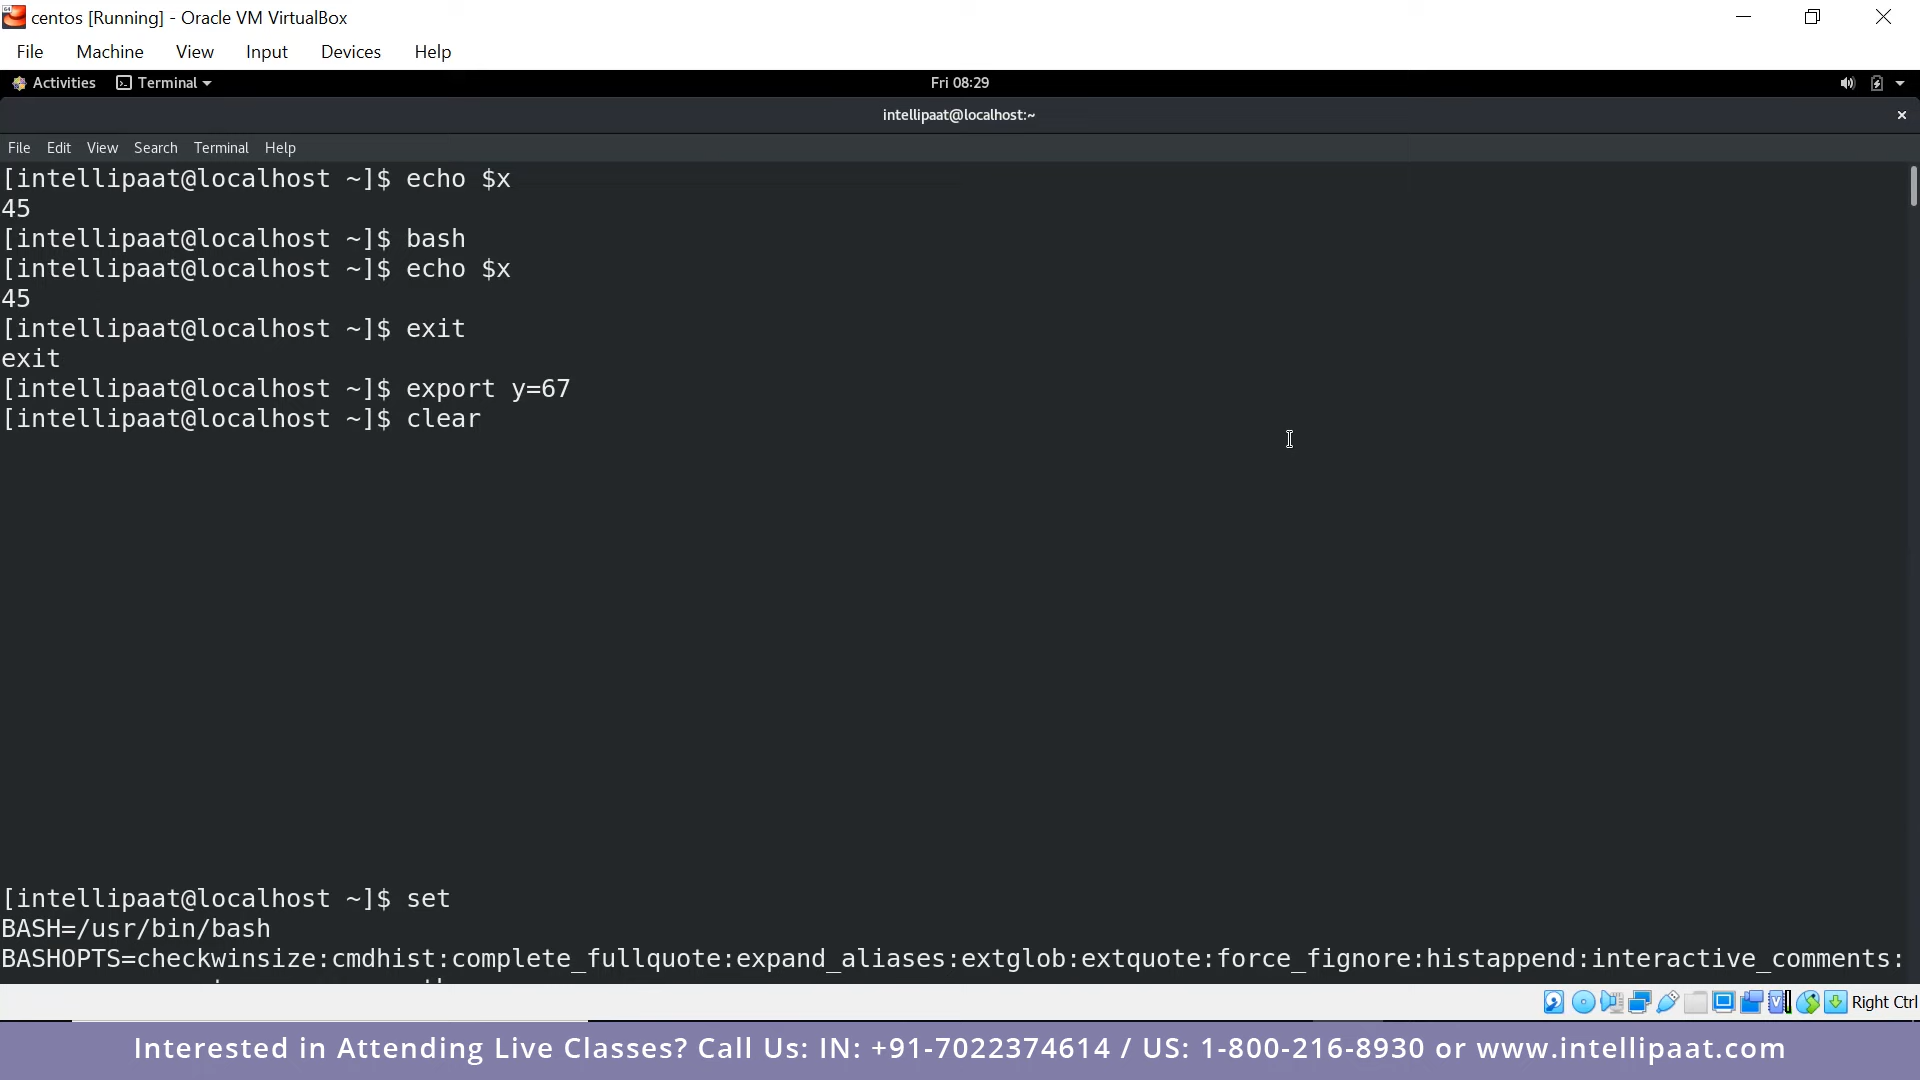 centos [Running] - Oracle VM VirtualBox
File Machine View Input Devices Help
Activities Terminal Fri 08:29
intellipaat@localhost:~
File Edit View Search Terminal Help
[intellipaat@localhost ~]$ echo $x
45
[intellipaat@localhost ~]$ bash
[intellipaat@localhost ~]$ echo $x
45
[intellipaat@localhost ~]$ exit
exit
[intellipaat@localhost ~]$ export y=67
[intellipaat@localhost ~]$ clear
[intellipaat@localhost ~]$ set
BASH=/usr/bin/bash
BASHOPTS=checkwinsize:cmdhist:complete_fullquote:expand_aliases:extglob:extquote:force_fignore:histappend:interactive_comments:
Right Ctrl
Interested in Attending Live Classes? Call Us: IN: +91-7022374614 / US: 1-800-216-8930 or www.intellipaat.com